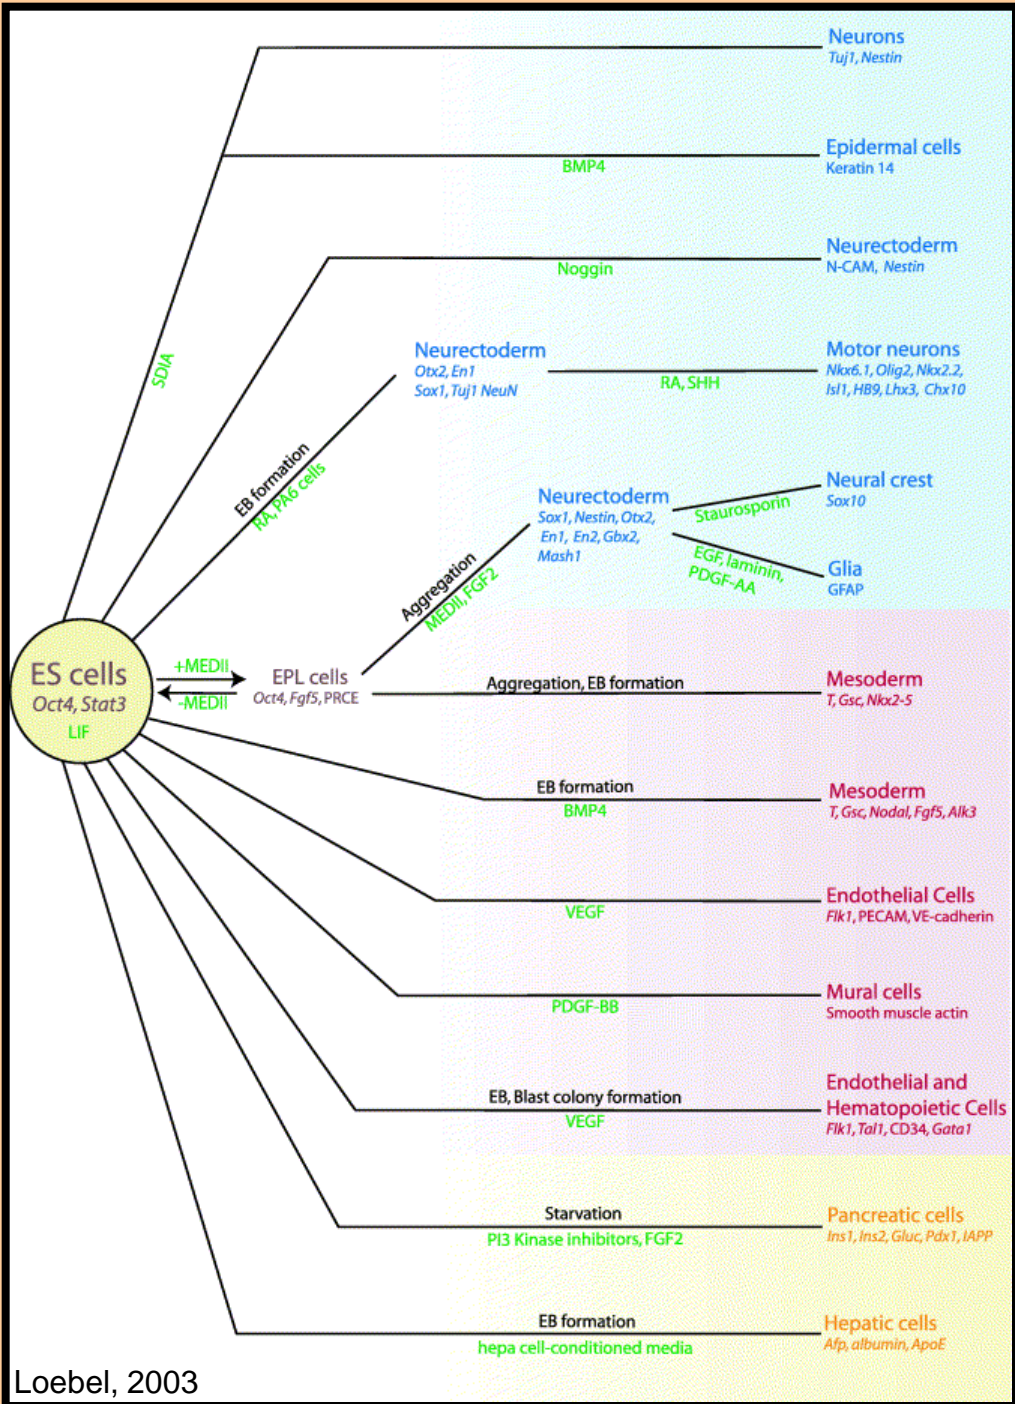 Neurons
Tuj1, Nestin
Epidermal cells
BMP4
Keratin 14
Neurectoderm
Noggin
N-CAM, Nestin
SDIA
Neurectoderm
Otx2, En1
Sox1, Tuj1 NeuN
RA, SHH
Motor neurons
Nkx6.1, Olig2, Nkx2.2,
Isl1, HB9, Lhx3, Chx10
EB formation
RA, PA6 cells
Neurectoderm
Sox1, Nestin, Otx2,
En1, En2, Gbx2,
Mash1
Staurosporin
Neural crest
Sox10
EGF, laminin,
PDGF-AA
Glia
GFAP
Aggregation
MEDII, FGF2
ES cells
Oct4, Stat3
LIF
+MEDII
-MEDII
EPL cells
Oct4, Fgf5, PRCE
Aggregation, EB formation
Mesoderm
T, Gsc, Nkx2-5
EB formation
BMP4
Mesoderm
T, Gsc, Nodal, Fgf5, Alk3
VEGF
Endothelial Cells
Flk1, PECAM, VE-cadherin
PDGF-BB
Mural cells
Smooth muscle actin
EB, Blast colony formation
VEGF
Endothelial and
Hematopoietic Cells
Flk1, Tal1, CD34, Gata1
Starvation
PI3 Kinase inhibitors, FGF2
Pancreatic cells
Ins1, Ins2, Gluc, Pdx1, IAPP
EB formation
hepa cell-conditioned media
Hepatic cells
Afp, albumin, ApoE
Loebel, 2003